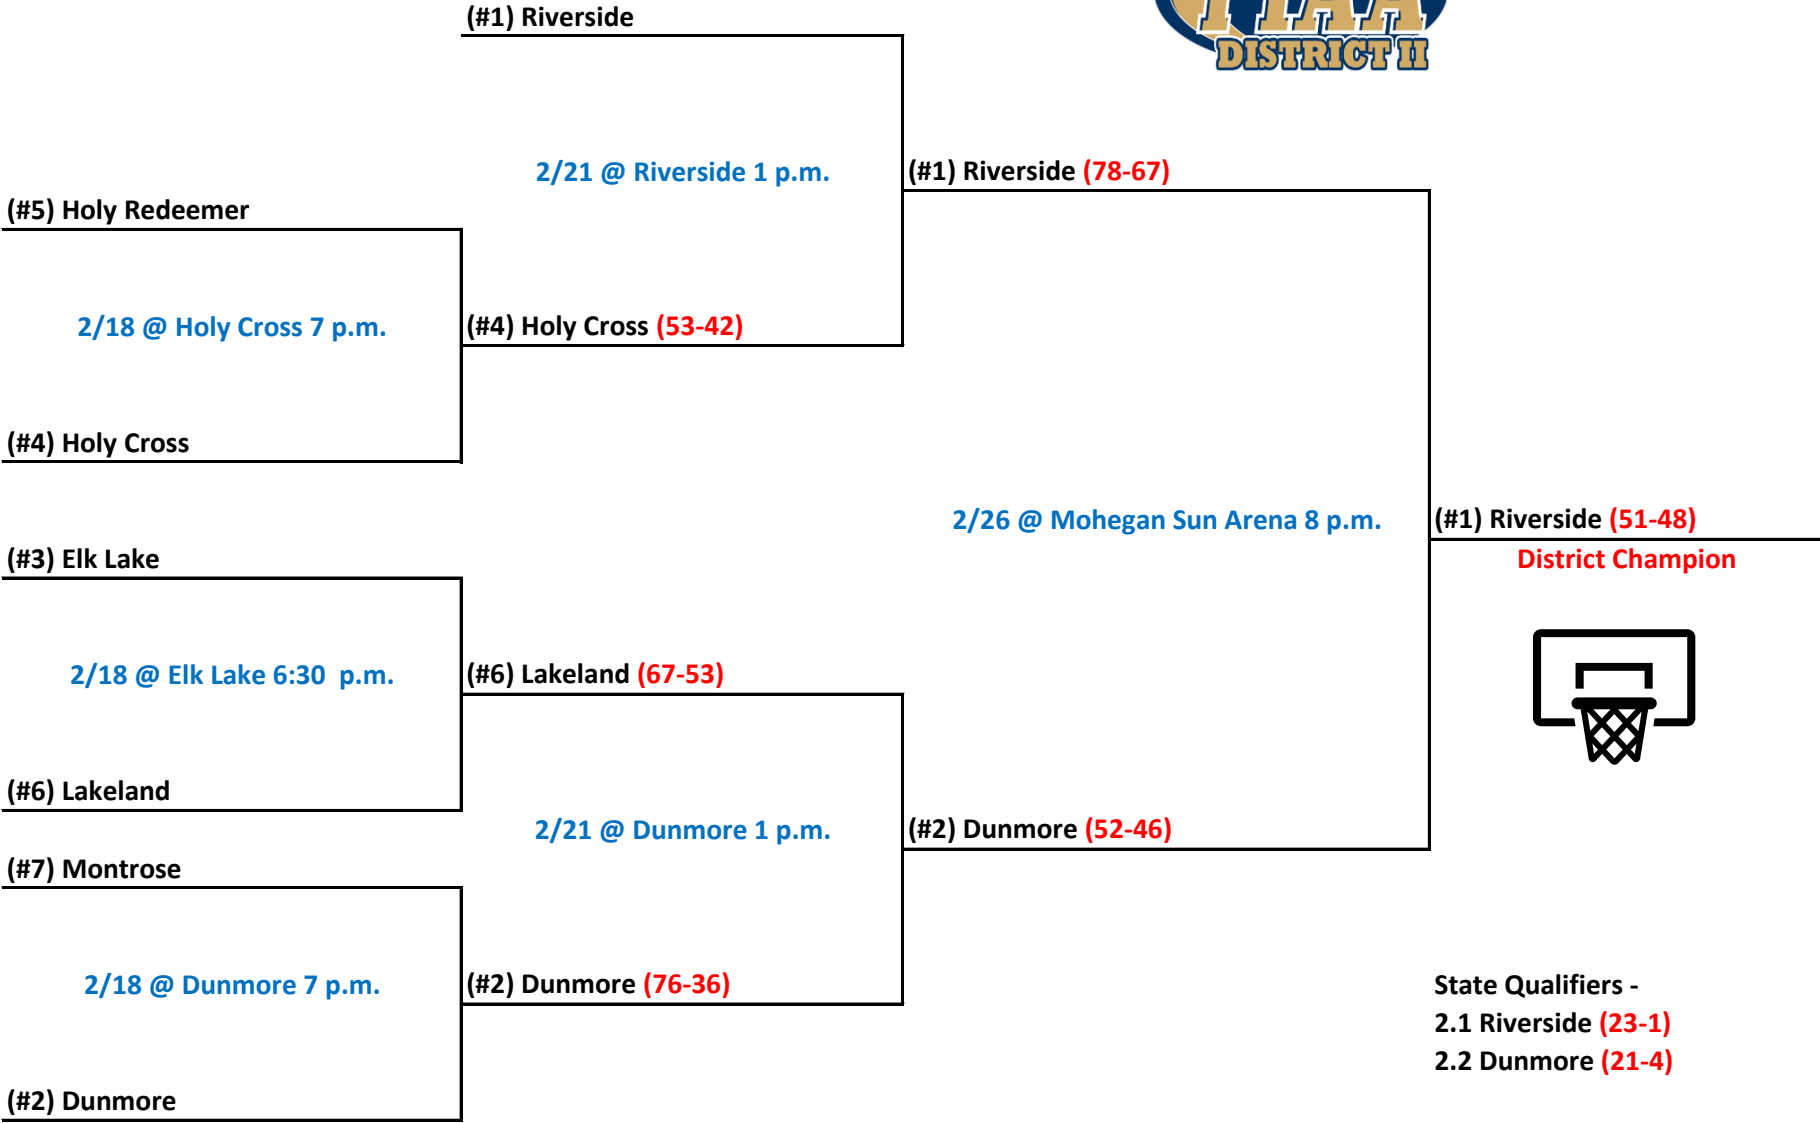 (#1) Riverside
DISTRICT II
2/21 @ Riverside 1 p.m.
(#1) Riverside (78-67)
(#5) Holy Redeemer
2/18 @ Holy Cross 7 p.m.
(#4) Holy Cross (53-42)
(#4) Holy Cross
2/26 @ Mohegan Sun Arena 8 p.m.
(#1) Riverside (51-48)
District Champion
(#3) Elk Lake
2/18 @ Elk Lake 6:30  p.m.
(#6) Lakeland (67-53)
(#6) Lakeland
2/21 @ Dunmore 1 p.m.
(#2) Dunmore (52-46)
(#7) Montrose
2/18 @ Dunmore 7 p.m.
(#2) Dunmore (76-36)
(#2) Dunmore
State Qualifiers -
2.1 Riverside (23-1)
2.2 Dunmore (21-4)